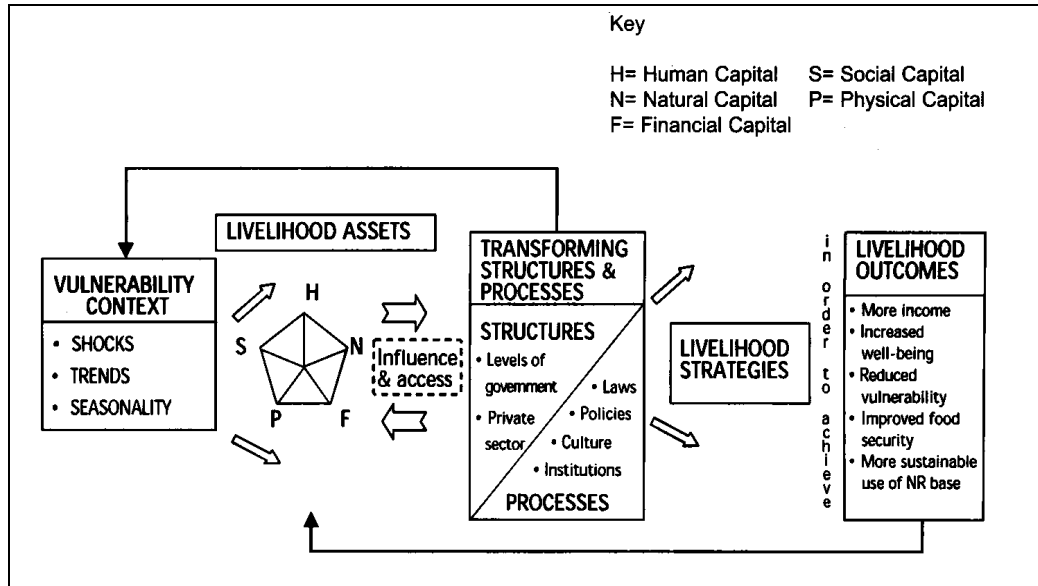 Key
H= Human Capital S= Social Capital
N= Natural Capital P= Physical Capital
F= Financial Capital
LIVELIHOOD ASSETS
VULNERABILITY
CONTEXT
• SHOCKS
• TRENDS
• SEASONALITY
H
S
N
P
F
Influence
& access
TRANSFORMING
STRUCTURES &
PROCESSES
STRUCTURES
• Levels of
government
• Private
sector
• Laws
• Policies
• Culture
• Institutions
PROCESSES
LIVELIHOOD
STRATEGIES
in order to achieve
LIVELIHOOD
OUTCOMES
• More income
• Increased
well-being
• Reduced
vulnerability
• Improved food
security
• More sustainable
use of NR base